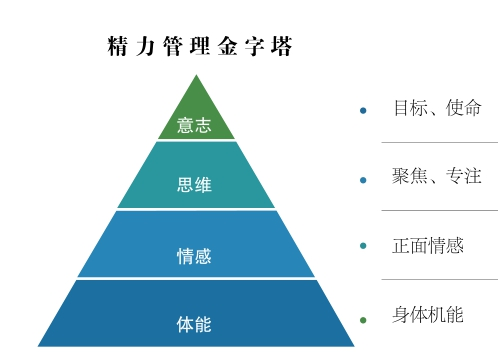 精力管理金字塔
意志
目标、使命
思维
聚焦、专注
情感
正面情感
体能
身体机能